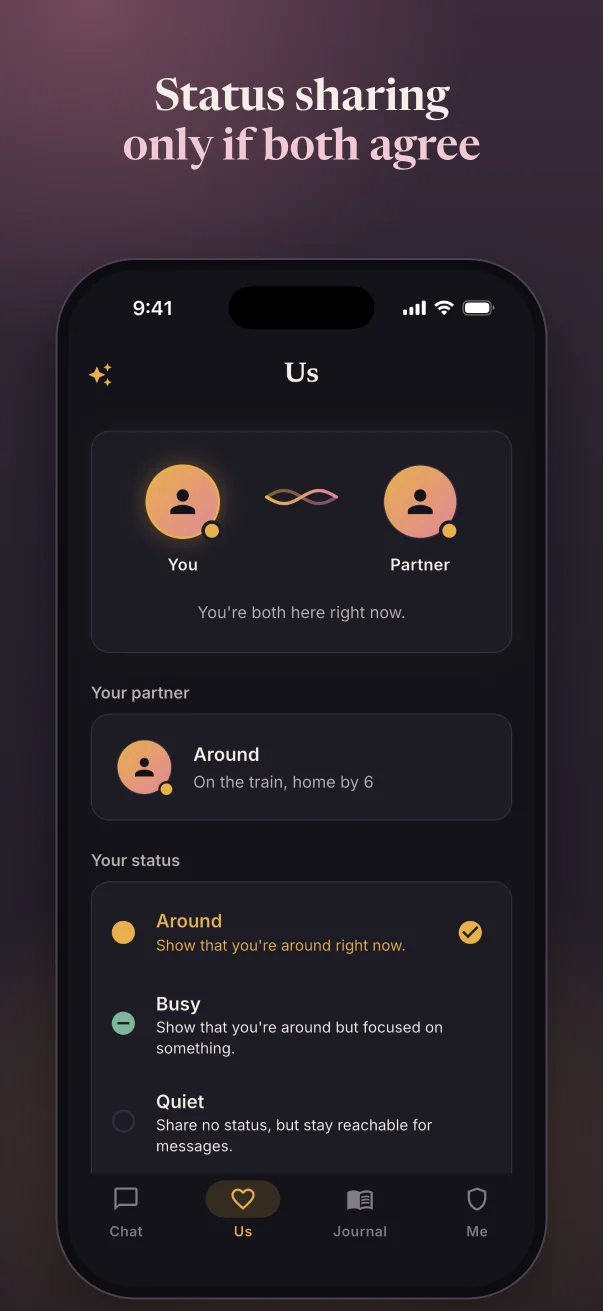 Status sharing
only if both agree
9:41
Us
You
Partner
You're both here right now.
Your partner
Around
On the train, home by 6
Your status
Around
Show that you're around right now.
Busy
Show that you're around but focused on
something.
Quiet
Share no status, but stay reachable for
messages.
Chat
Us
Journal
Me